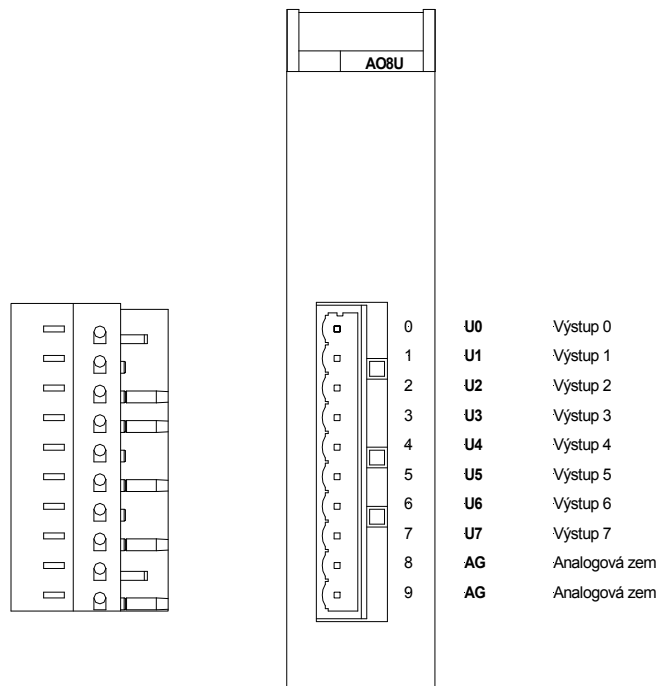 AO8U
0 U0 Výstup 0
1 U1 Výstup 1
2 U2 Výstup 2
3 U3 Výstup 3
4 U4 Výstup 4
5 U5 Výstup 5
6 U6 Výstup 6
7 U7 Výstup 7
8 AG Analogová zem
9 AG Analogová zem